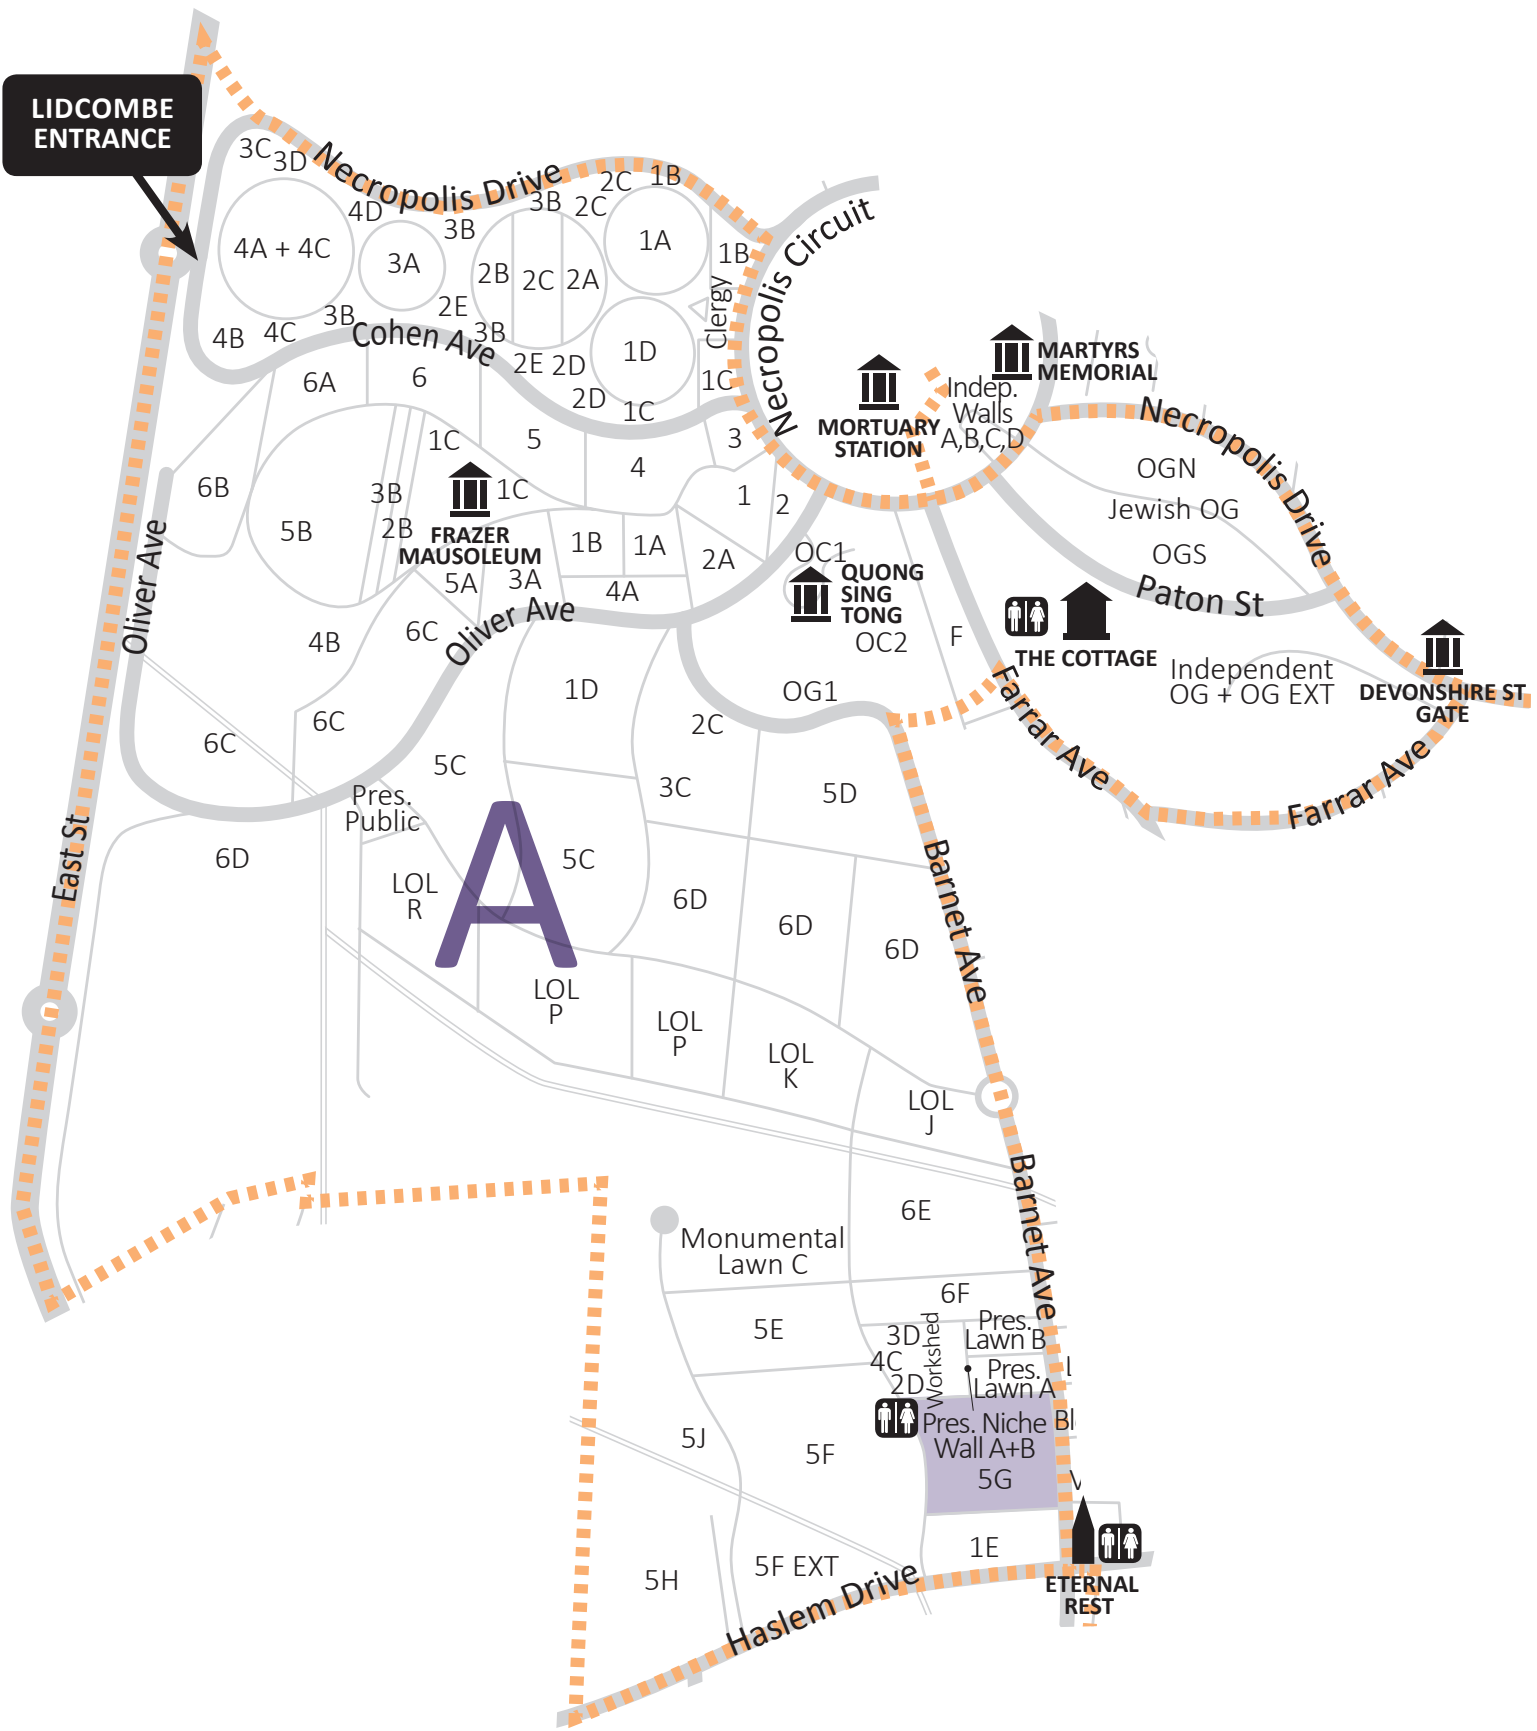 LIDCOMBE
ENTRANCE
Necropolis Drive
3C
3D
4D
3B
3B
2C
2C
1B
4A + 4C
3A
2B
2C
2A
1A
1B
Clergy
Necropolis Circuit
2E
3B
4B
4C
3B
Cohen Ave
2E
2D
1D
2D
1C
1C
MARTYRS
MEMORIAL
MORTUARY
STATION
Indep.
Walls
A,B,C,D
Necropolis Drive
6A
6
1C
5
4
3
6B
3B
2B
5B
1C
FRAZER
MAUSOLEUM
1
2
OGN
Jewish OG
OGS
Paton St
1B
1A
2A
OC1
QUONG
SING
TONG
OC2
F
5A
3A
4A
Oliver Ave
Oliver Ave
4B
6C
THE COTTAGE
Independent
OG + OG EXT
DEVONSHIRE ST
GATE
1D
OG1
2C
6C
6C
5C
3C
5D
Farrar Ave
Farrar Ave
Pres.
Public
A
East St
6D
LOL
R
5C
6D
6D
6D
Barnet Ave
LOL
P
LOL
P
LOL
K
LOL
J
Barnet Ave
6E
Monumental
Lawn C
6F
5E
3D
4C
2D
Workshed
Pres.
Lawn B
Pres.
Lawn A
Pres. Niche
Wall A+B
5G
5J
5F
1E
5F EXT
5H
Haslem Drive
ETERNAL
REST